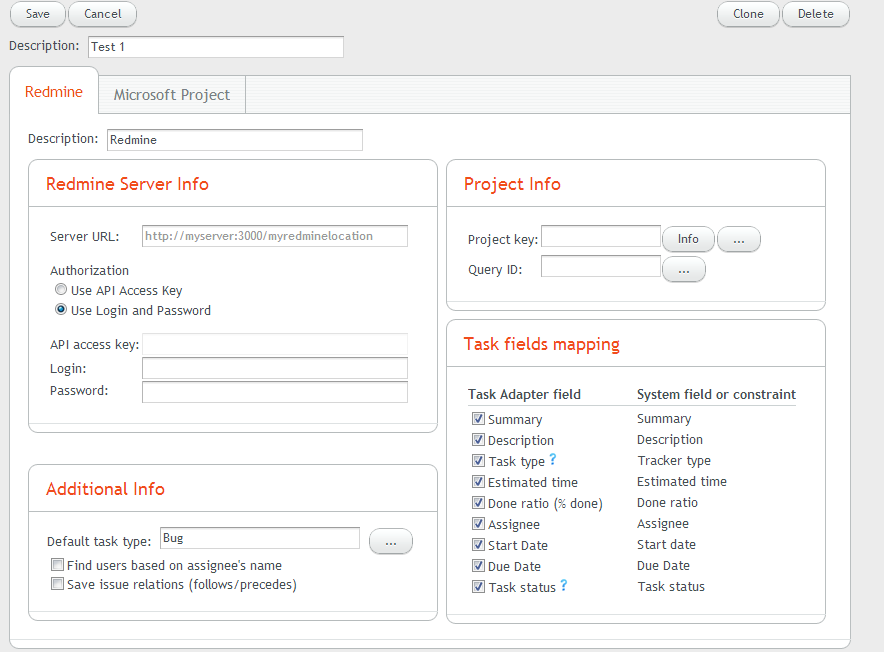 Save Cancel Clone Delete
Description: Test 1
Redmine Microsoft Project
Description: Redmine
Redmine Server Info
Server URL: http://myserver:3000/myredminelocation
Authorization
Use API Access Key
Use Login and Password
API access key:
Login:
Password:
Additional Info
Default task type: Bug ...
Find users based on assignee's name
Save issue relations (follows/precedes)
Project Info
Project key: Info ...
Query ID: ...
Task fields mapping
Task Adapter field System field or constraint
Summary Summary
Description Description
Task type ? Tracker type
Estimated time Estimated time
Done ratio (% done) Done ratio
Assignee Assignee
Start Date Start date
Due Date Due Date
Task status ? Task status